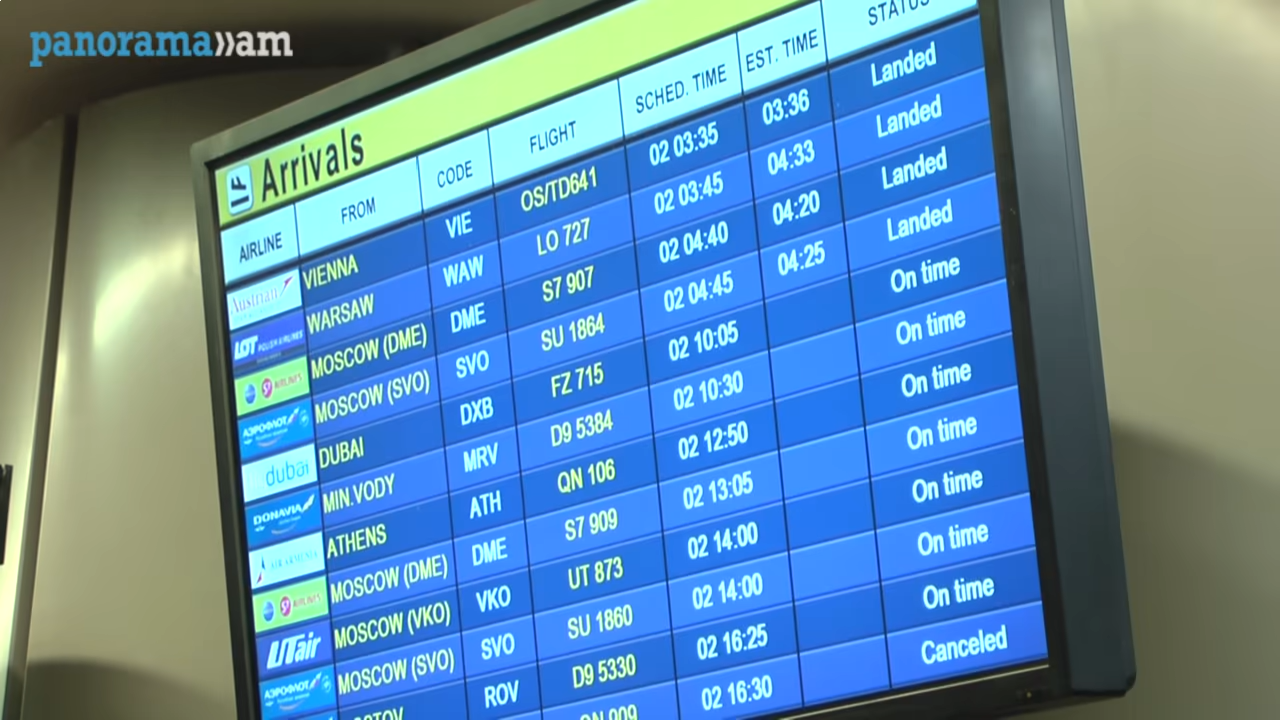 panorama»am
Arrivals
AIRLINE FROM CODE FLIGHT SCHED. TIME EST. TIME STATUS
Austrian VIENNA VIE OS/TD641 02 03:35 03:36 Landed
LOT POLISH AIRLINES WARSAW WAW LO 727 02 03:45 04:33 Landed
S7 AIRLINES MOSCOW (DME) DME S7 907 02 04:40 04:20 Landed
АЭРОФЛОТ MOSCOW (SVO) SVO SU 1864 02 04:45 04:25 Landed
dubai DUBAI DXB FZ 715 02 10:05 On time
DONAVIA MIN.VODY MRV D9 5384 02 10:30 On time
AIR ARMENIA ATHENS ATH QN 106 02 12:50 On time
S7 AIRLINES MOSCOW (DME) DME S7 909 02 13:05 On time
UTair MOSCOW (VKO) VKO UT 873 02 14:00 On time
АЭРОФЛОТ MOSCOW (SVO) SVO SU 1860 02 14:00 On time
ROV D9 5330 02 16:25 On time
02 16:30 Canceled